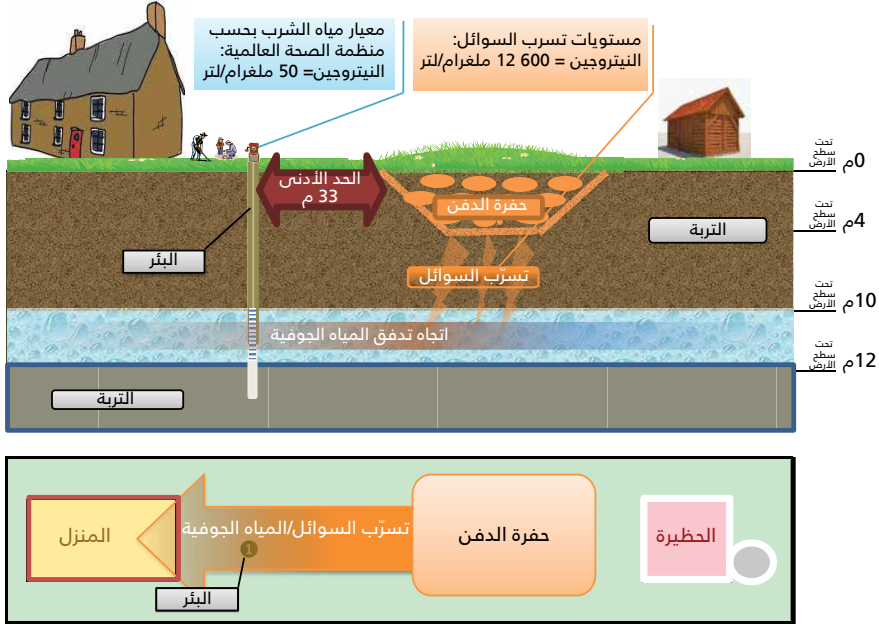 معيار مياه الشرب بحسب
منظمة الصحة العالمية:
النيتروجين= 50 ملغرام/لتر
مستويات تسرب السوائل:
النيتروجين = 600 12 ملغرام/لتر
تحت
سطح
الأرض
0م
الحد الأدنى
33 م
حفرة الدفن
تحت
سطح
الأرض
4م
التربة
البئر
تسرّب السوائل
تحت
سطح
الأرض
10م
اتجاه تدفق المياه الجوفية
تحت
سطح
الأرض
12م
التربة
الحظيرة
حفرة الدفن
تسرّب السوائل/المياه الجوفية
1
المنزل
البئر